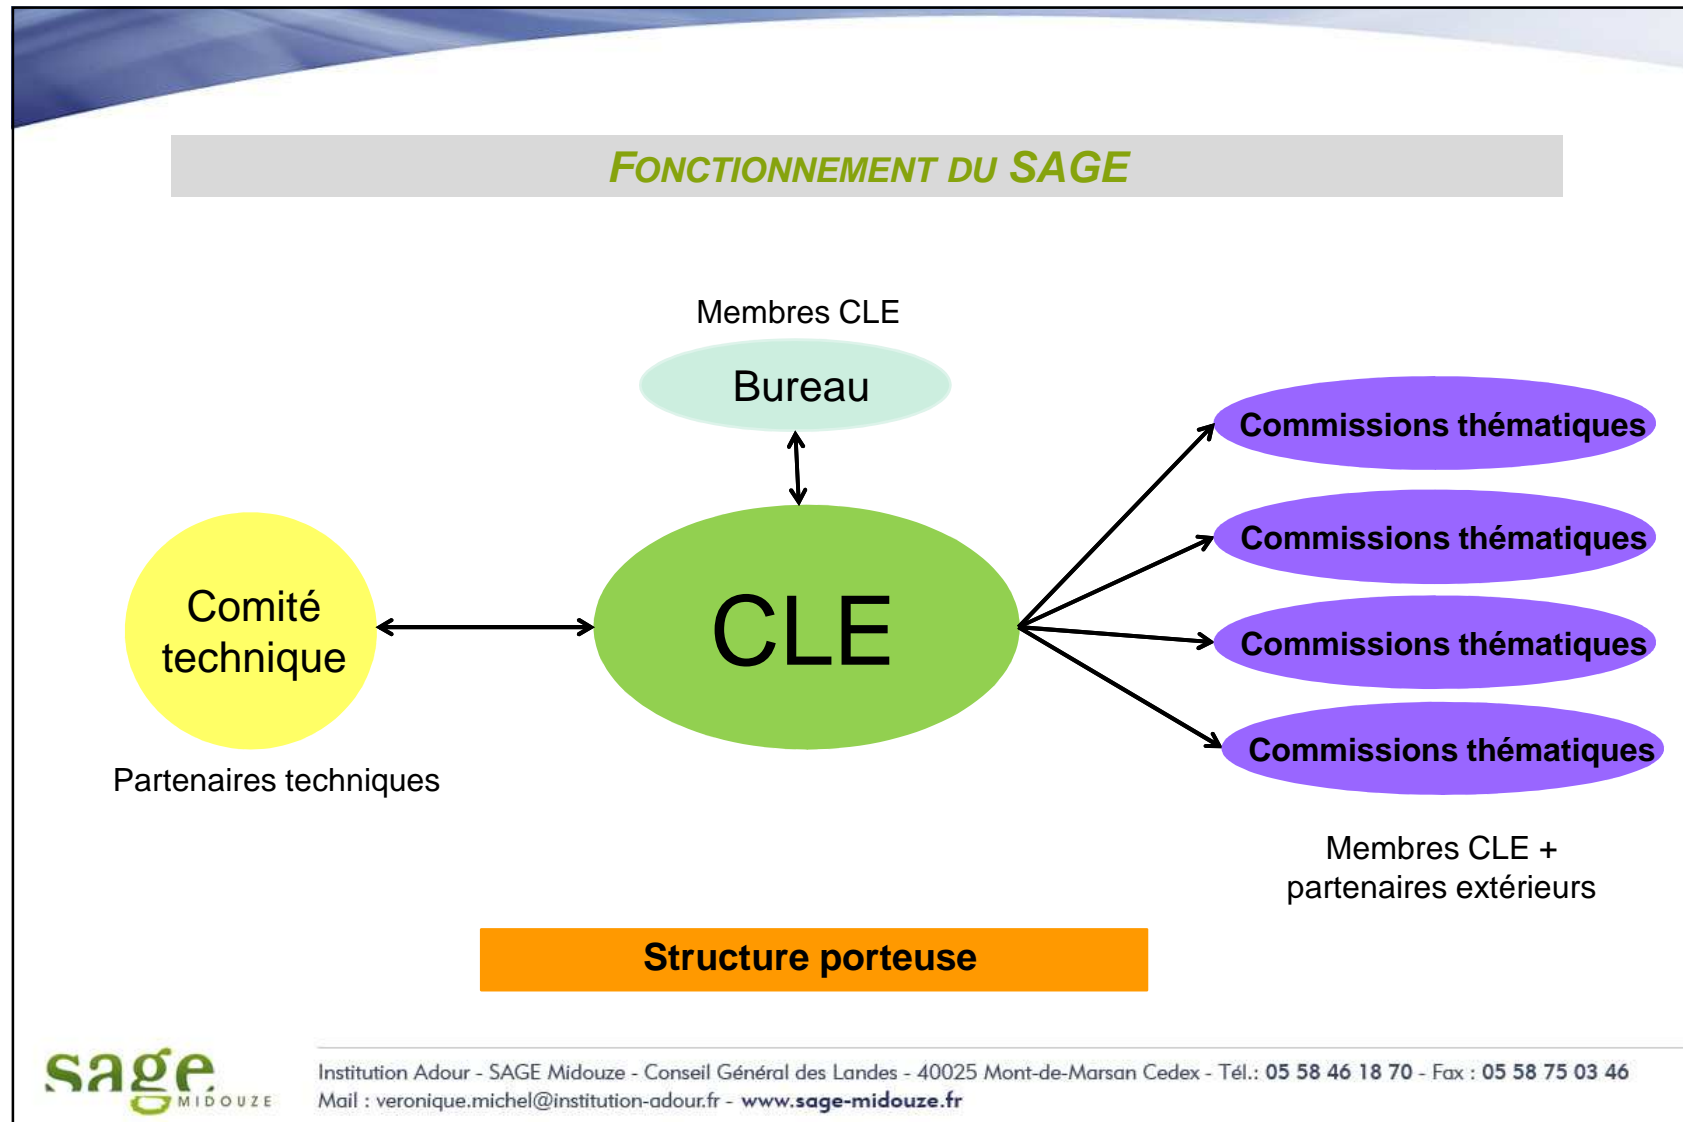 FONCTIONNEMENT DU SAGE
Membres CLE
Bureau
Commissions thématiques
Commissions thématiques
Commissions thématiques
Commissions thématiques
Comité
technique
CLE
Partenaires techniques
Membres CLE +
partenaires extérieurs
Structure porteuse
sage
MIDOUZE
Institution Adour - SAGE Midouze - Conseil Général des Landes - 40025 Mont-de-Marsan Cedex - Tél.: 05 58 46 18 70 - Fax : 05 58 75 03 46
Mail : veronique.michel@institution-adour.fr - www.sage-midouze.fr